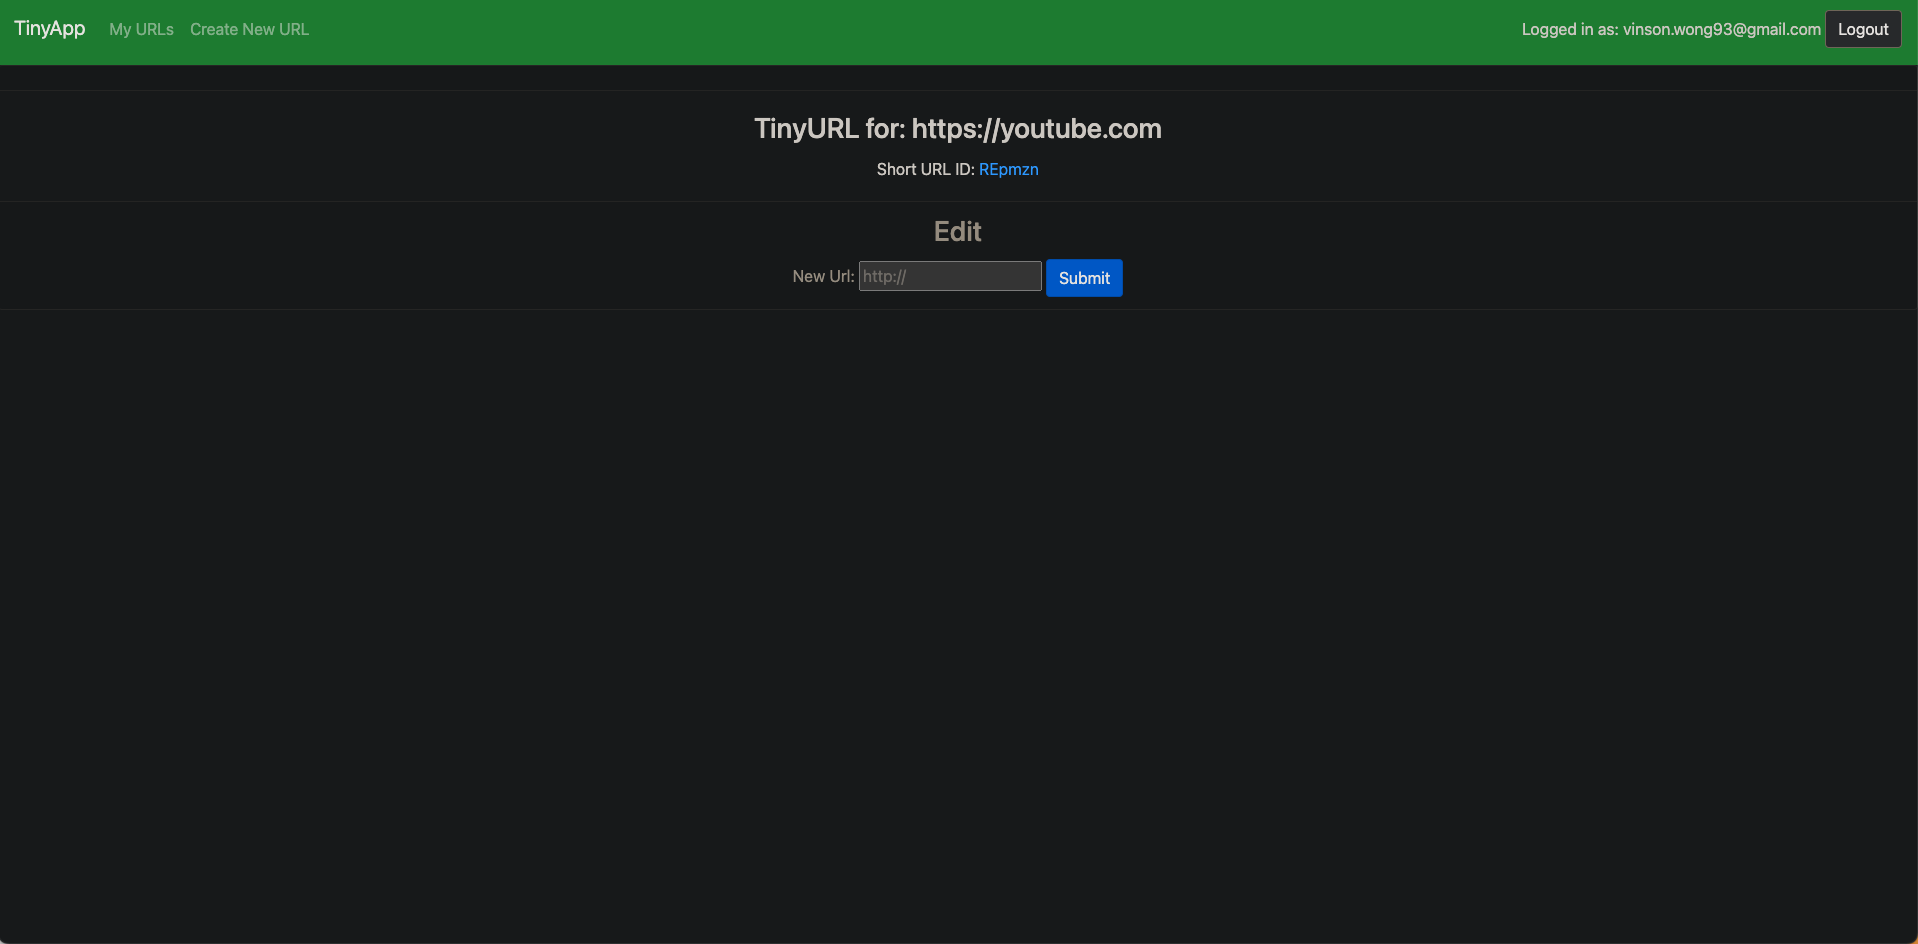 TinyApp My URLs Create New URL Logged in as: vinson.wong93@gmail.com Logout
TinyURL for: https://youtube.com
Short URL ID: REpmzn
Edit
New Url: http:// Submit